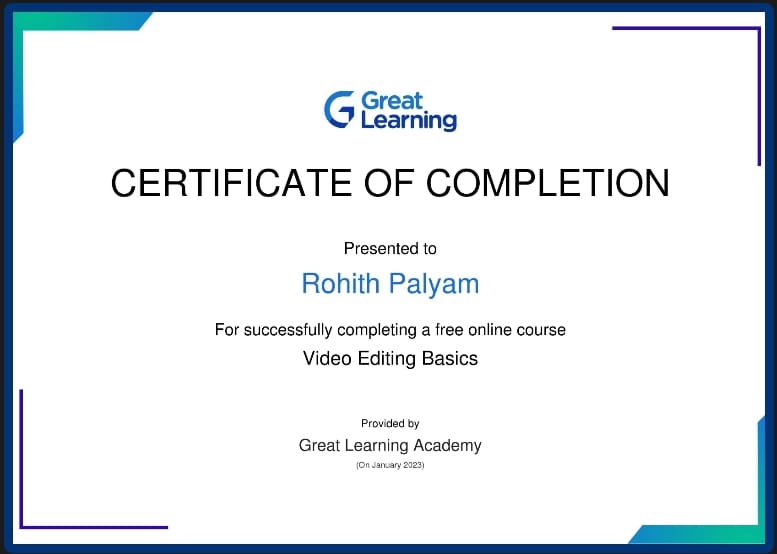 Great
Learning
CERTIFICATE OF COMPLETION
Presented to
Rohith Palyam
For successfully completing a free online course
Video Editing Basics
Provided by
Great Learning Academy
(On January 2023)